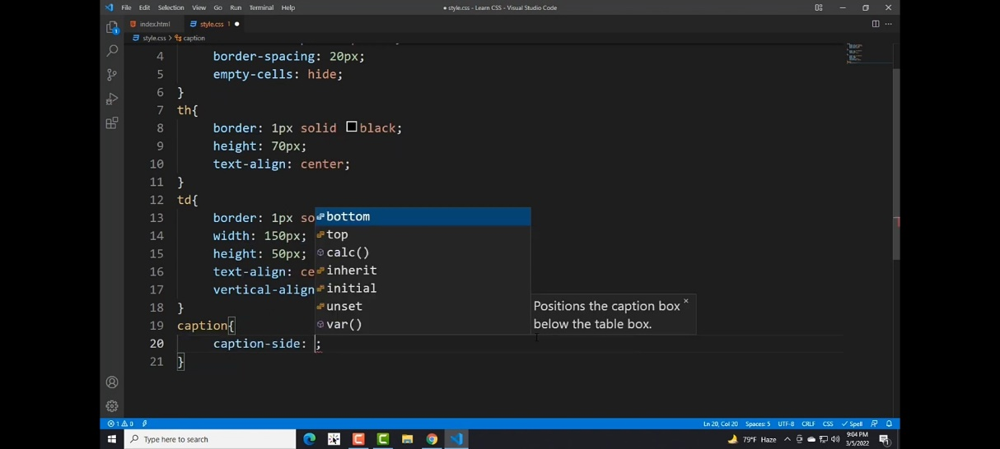 File Edit Selection View Go Run Terminal Help
● style.css - Learn CSS - Visual Studio Code
index.html
style.css 1 ●
style.css > caption
4 border-spacing: 20px;
5 empty-cells: hide;
6 }
7 th{
8 border: 1px solid black;
9 height: 70px;
10 text-align: center;
11 }
12 td{
13 border: 1px so
14 width: 150px;
15 height: 50px;
16 text-align: ce
17 vertical-align
18 }
19 caption{
20 caption-side: ;
21 }
bottom
top
calc()
inherit
initial
unset
var()
Positions the caption box
below the table box.
1
1 0
Ln 20, Col 20 Spaces: 5 UTF-8 CRLF CSS Spell
Type here to search
79°F Haze
9:04 PM
3/5/2022
1